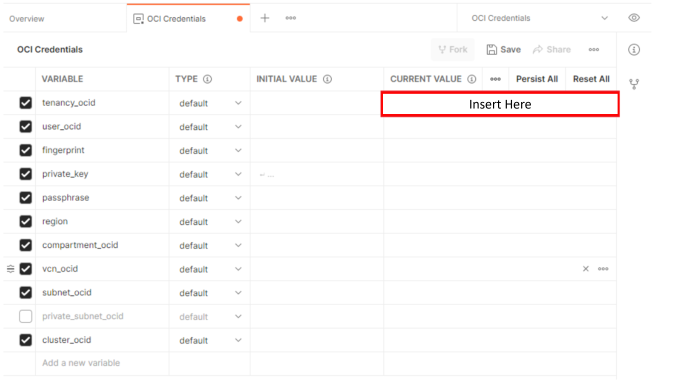 Overview OCI Credentials OCI Credentials
OCI Credentials Fork Save Share
VARIABLE TYPE INITIAL VALUE CURRENT VALUE Persist All Reset All
tenancy_ocid default Insert Here
user_ocid default
fingerprint default
private_key default
passphrase default
region default
compartment_ocid default
vcn_ocid default
subnet_ocid default
private_subnet_ocid default
cluster_ocid default
Add a new variable